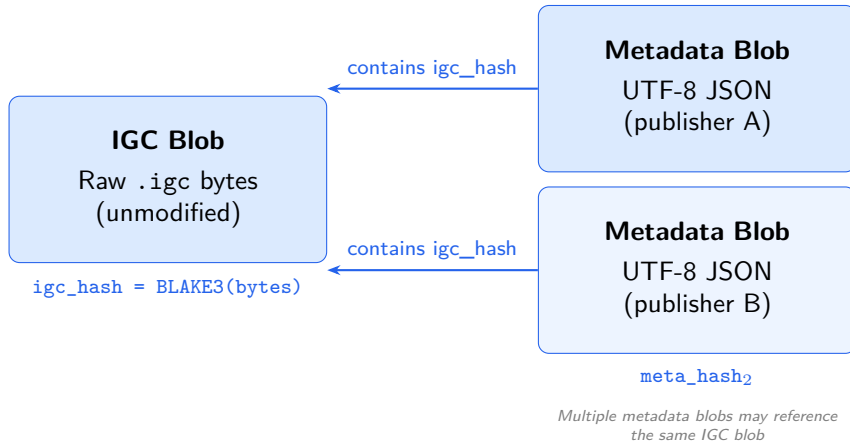 IGC Blob
Raw .igc bytes
(unmodified)
igc_hash = BLAKE3(bytes)
contains igc_hash
Metadata Blob
UTF-8 JSON
(publisher A)
contains igc_hash
Metadata Blob
UTF-8 JSON
(publisher B)
meta_hash₂
Multiple metadata blobs may reference
the same IGC blob